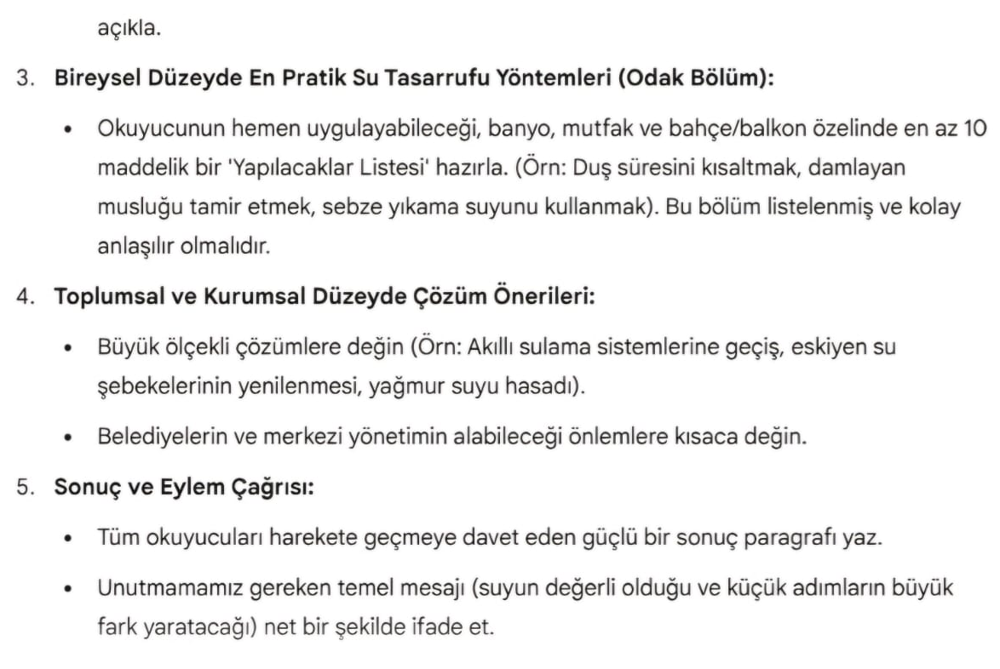 açıkla.
3. Bireysel Düzeyde En Pratik Su Tasarrufu Yöntemleri (Odak Bölüm):
• Okuyucunun hemen uygulayabileceği, banyo, mutfak ve bahçe/balkon özelinde en az 10
maddelik bir 'Yapılacaklar Listesi' hazırla. (Örn: Duş süresini kısaltmak, damlayan
musluğu tamir etmek, sebze yıkama suyunu kullanmak). Bu bölüm listelenmiş ve kolay
anlaşılır olmalıdır.
4. Toplumsal ve Kurumsal Düzeyde Çözüm Önerileri:
• Büyük ölçekli çözümlere değin (Örn: Akıllı sulama sistemlerine geçiş, eskiyen su
şebekelerinin yenilenmesi, yağmur suyu hasadı).
• Belediyelerin ve merkezi yönetimin alabileceği önlemlere kısaca değin.
5. Sonuç ve Eylem Çağrısı:
• Tüm okuyucuları harekete geçmeye davet eden güçlü bir sonuç paragrafı yaz.
• Unutmamamız gereken temel mesajı (suyun değerli olduğu ve küçük adımların büyük
fark yaratacağı) net bir şekilde ifade et.